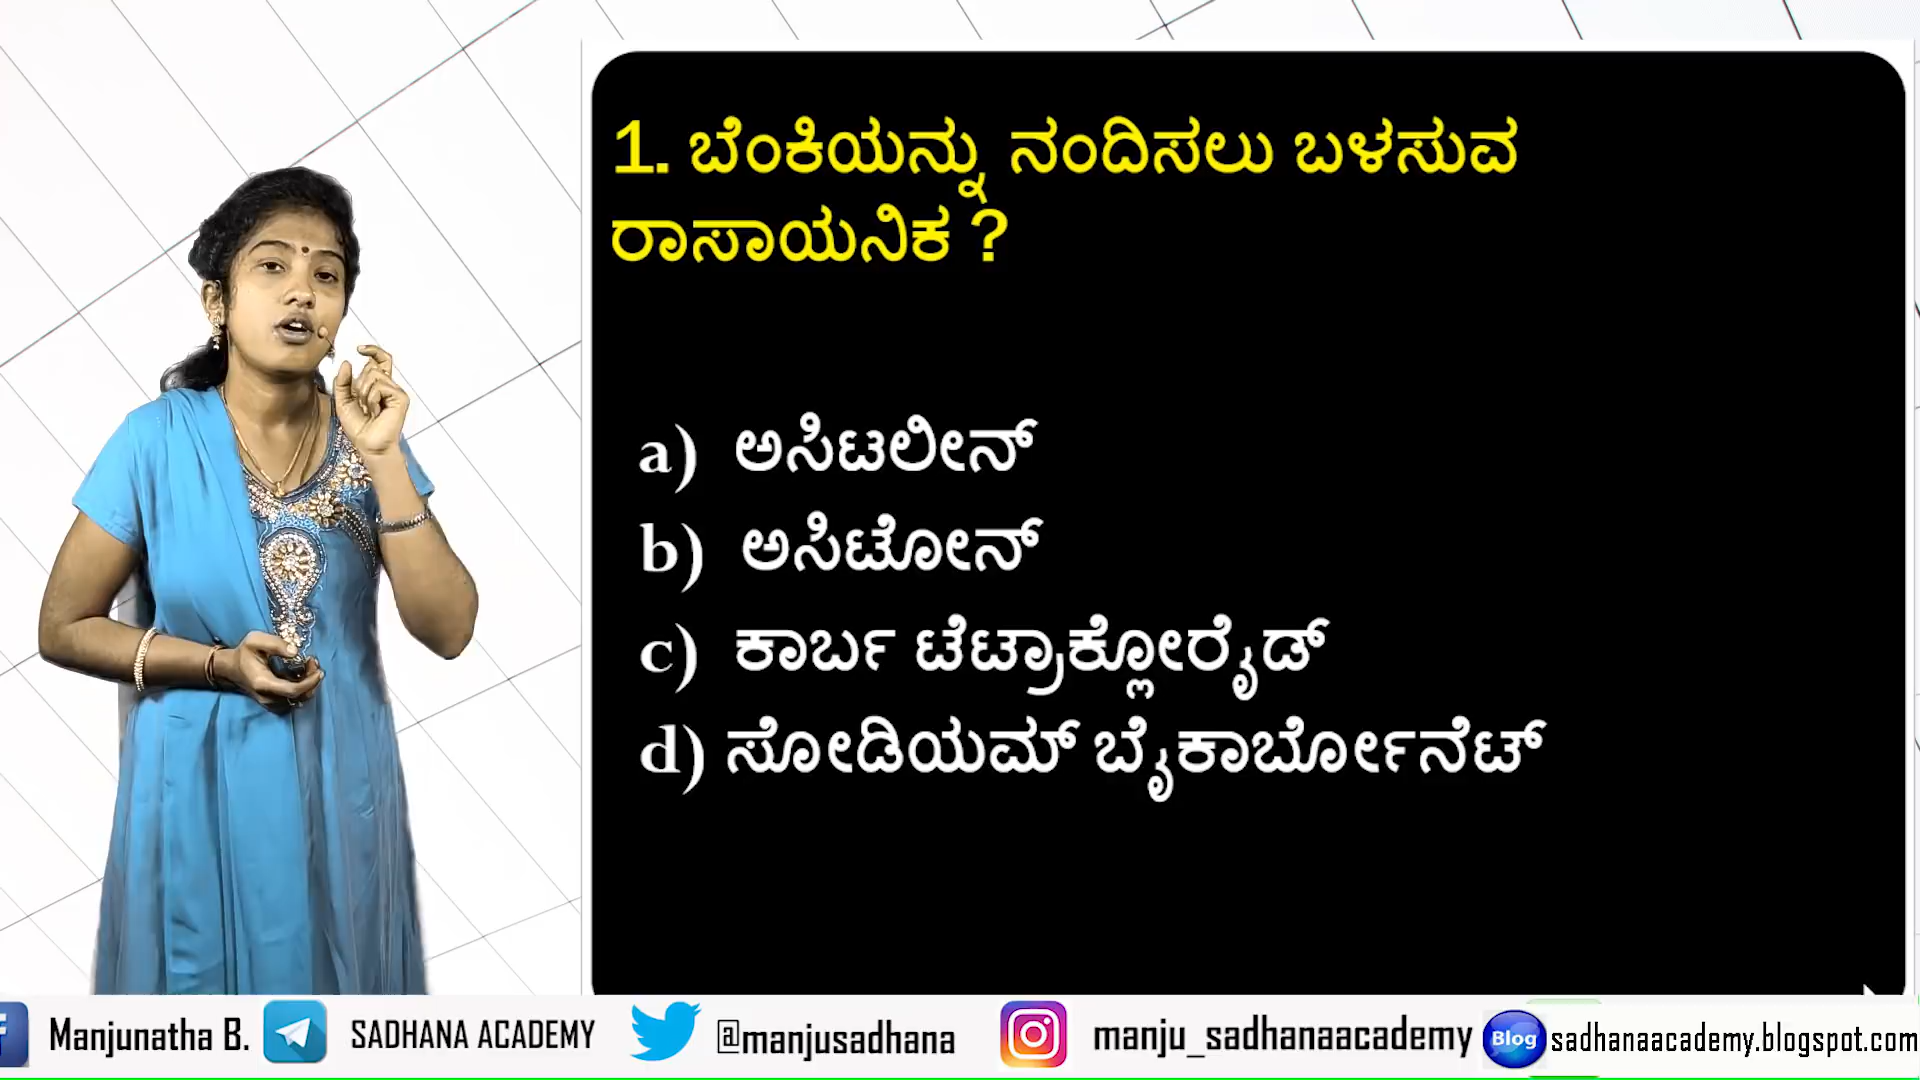 1. ಬೆಂಕಿಯನ್ನು ನಂದಿಸಲು ಬಳಸುವ
ರಾಸಾಯನಿಕ ?
a) ಅಸಿಟಲೀನ್
b) ಅಸಿಟೋನ್
c) ಕಾರ್ಬ ಟೆಟ್ರಾಕ್ಲೋರೈಡ್
d) ಸೋಡಿಯಮ್ ಬೈಕಾರ್ಬೋನೆಟ್
Manjunatha B. SADHANA ACADEMY @manjusadhana manju_sadhanaacademy Blog sadhanaacademy.blogspot.com